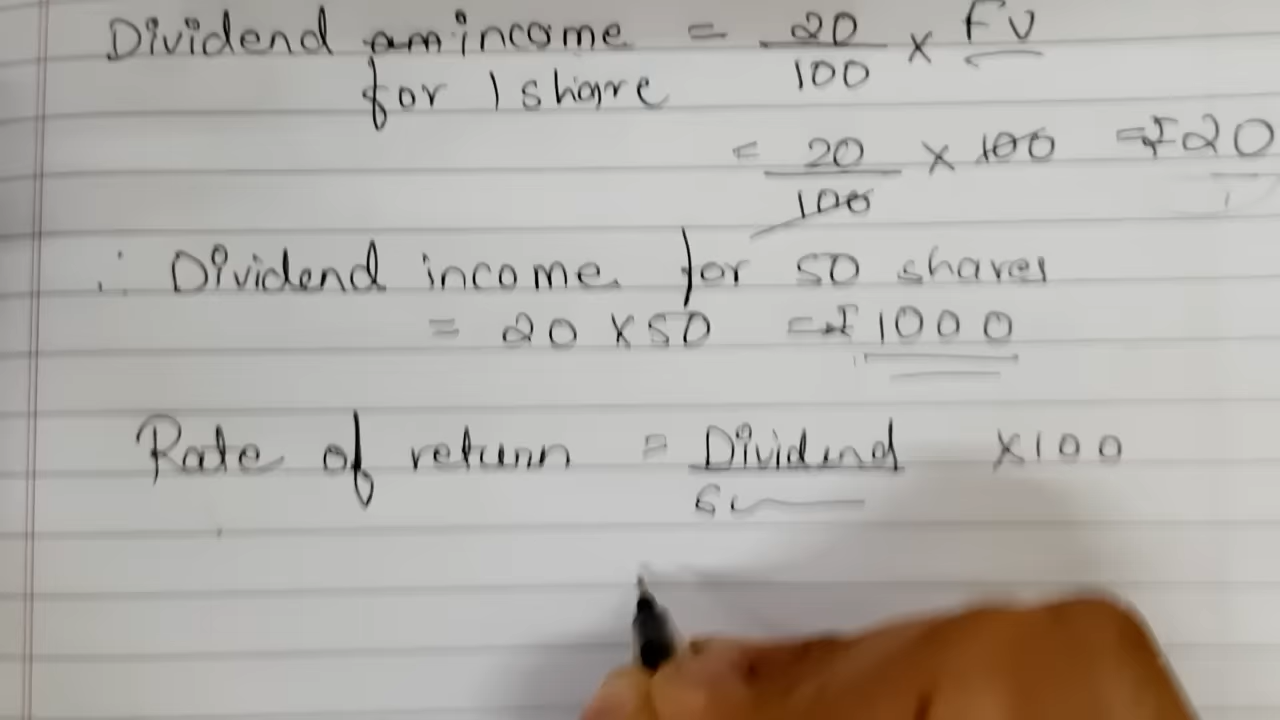 Dividend income = 20/100 × FV
for 1 share
= 20/100 × 100 = ₹20
∴ Dividend income for 50 shares
= 20 × 50 = ₹1000
Rate of return = Dividend × 100